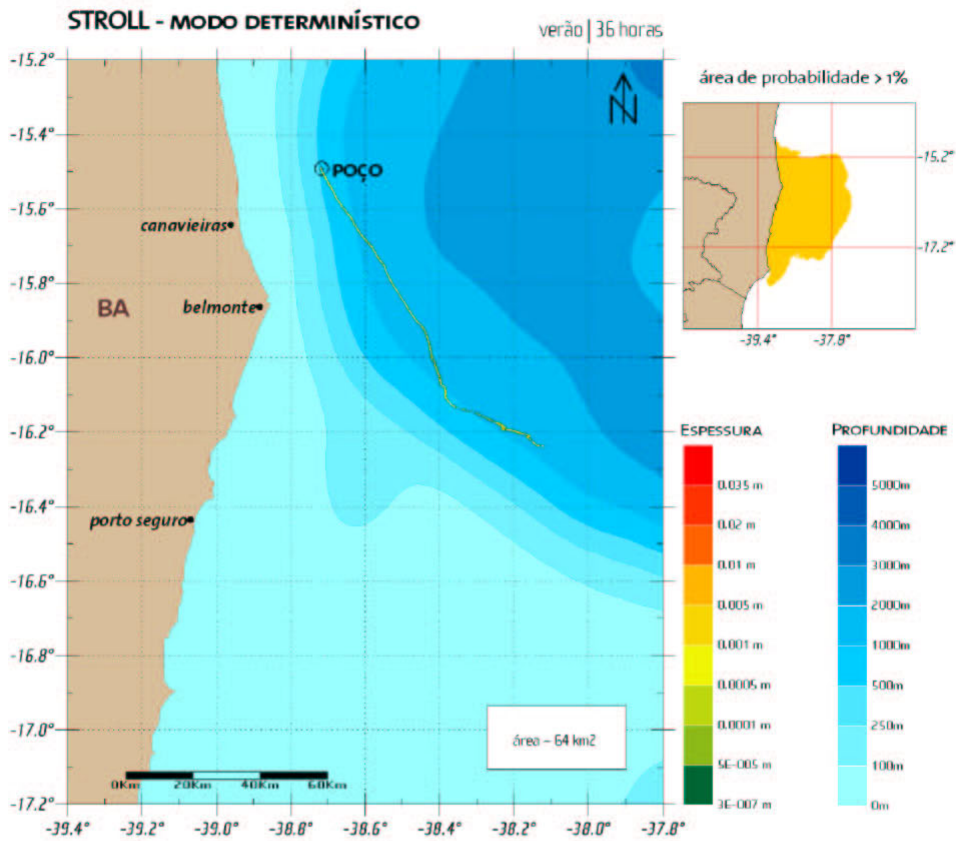 STROLL - MODO DETERMINÍSTICO
verão | 36 horas
área de probabilidade > 1%
-15.2°
-15.4°
-15.6°
-15.8°
-16.0°
-16.2°
-16.4°
-16.6°
-16.8°
-17.0°
-17.2°
N
POÇO
canavieiras
BA
belmonte
porto seguro
área – 64 km2
0Km 20Km 40Km 60Km
-39.4° -39.2° -39.0° -38.8° -38.6° -38.4° -38.2° -38.0° -37.8°
-15.2°
-17.2°
-39.4° -37.8°
ESPESSURA
0.035 m
0.02 m
0.01 m
0.005 m
0.001 m
0.0005 m
0.0001 m
5E-005 m
3E-007 m
PROFUNDIDADE
5000m
4000m
3000m
2000m
1000m
500m
250m
100m
0m